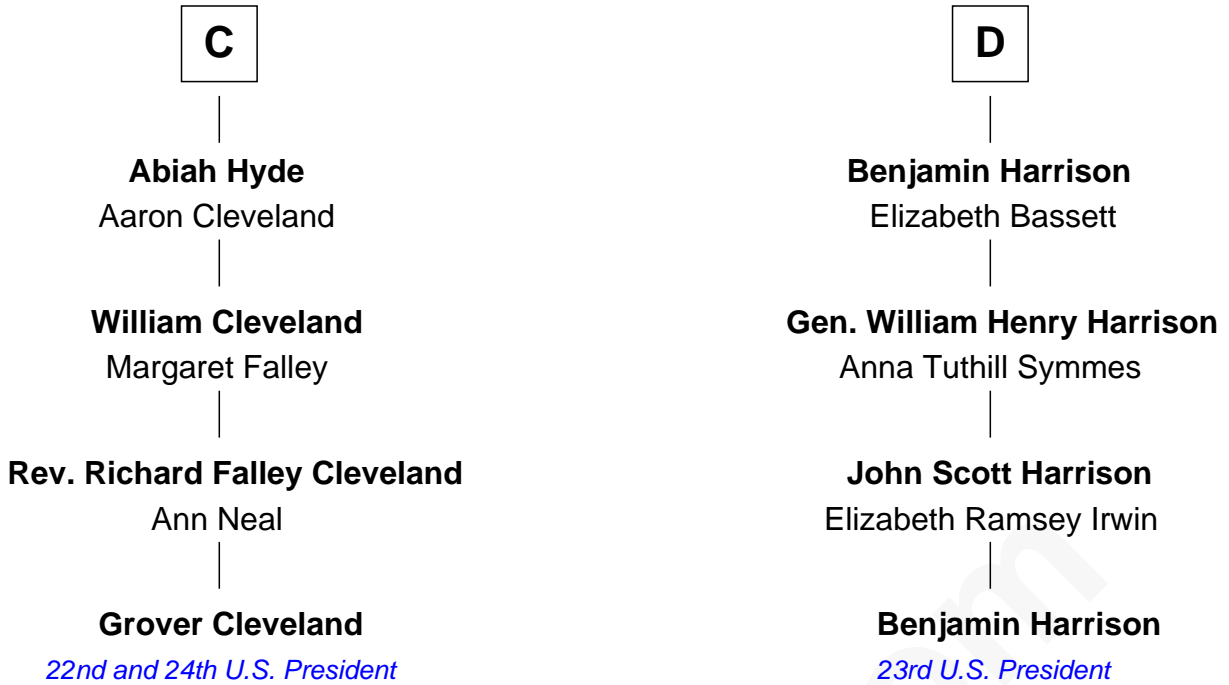 C
Abiah Hyde
Aaron Cleveland
William Cleveland
Margaret Falley
Rev. Richard Falley Cleveland
Ann Neal
Grover Cleveland
22nd and 24th U.S. President
D
Benjamin Harrison
Elizabeth Bassett
Gen. William Henry Harrison
Anna Tuthill Symmes
John Scott Harrison
Elizabeth Ramsey Irwin
Benjamin Harrison
23rd U.S. President
om